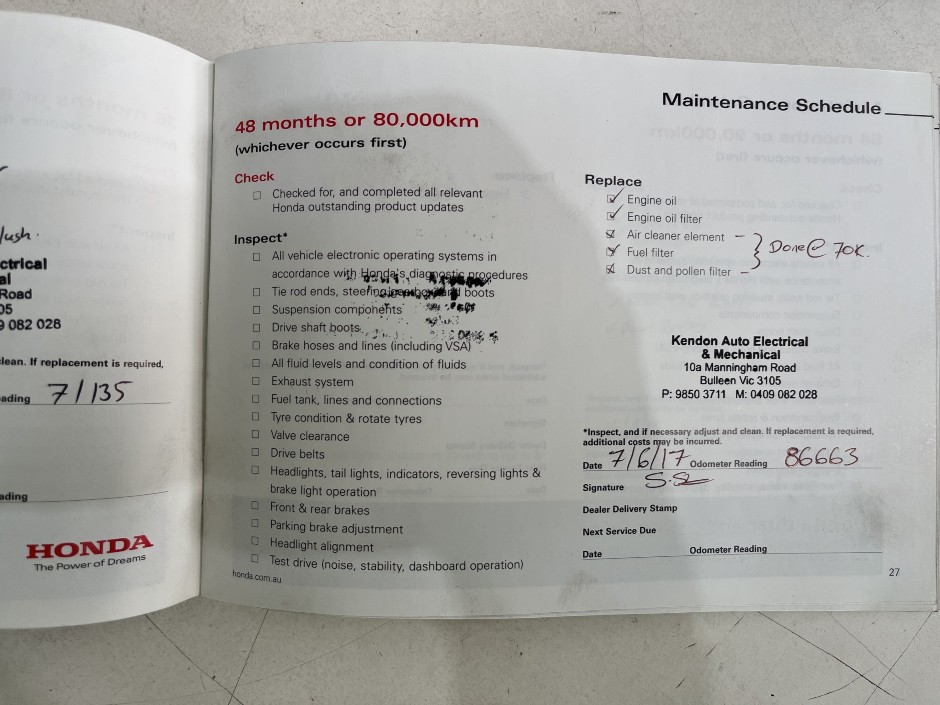 lush.
ctrical
al
Road
05
9 082 028
clean. If replacement is required,
ading 7/135
ading
HONDA
The Power of Dreams
Maintenance Schedule
48 months or 80,000km
(whichever occurs first)
Check
Checked for, and completed all relevant
Honda outstanding product updates
Inspect*
All vehicle electronic operating systems in
accordance with Honda's diagnostic procedures
Tie rod ends, steering gearbox and boots
Suspension components
Drive shaft boots
Brake hoses and lines (including VSA)
All fluid levels and condition of fluids
Exhaust system
Fuel tank, lines and connections
Tyre condition & rotate tyres
Valve clearance
Drive belts
Headlights, tail lights, indicators, reversing lights &
brake light operation
Front & rear brakes
Parking brake adjustment
Headlight alignment
Test drive (noise, stability, dashboard operation)
honda.com.au
Replace
Engine oil
Engine oil filter
Air cleaner element
Fuel filter
Dust and pollen filter
Done @ 70K.
Kendon Auto Electrical
& Mechanical
10a Manningham Road
Bulleen Vic 3105
P: 9850 3711 M: 0409 082 028
*Inspect, and if necessary adjust and clean. If replacement is required,
additional costs may be incurred.
Date 7/6/17 Odometer Reading 86663
Signature
Dealer Delivery Stamp
Next Service Due
Date Odometer Reading
27